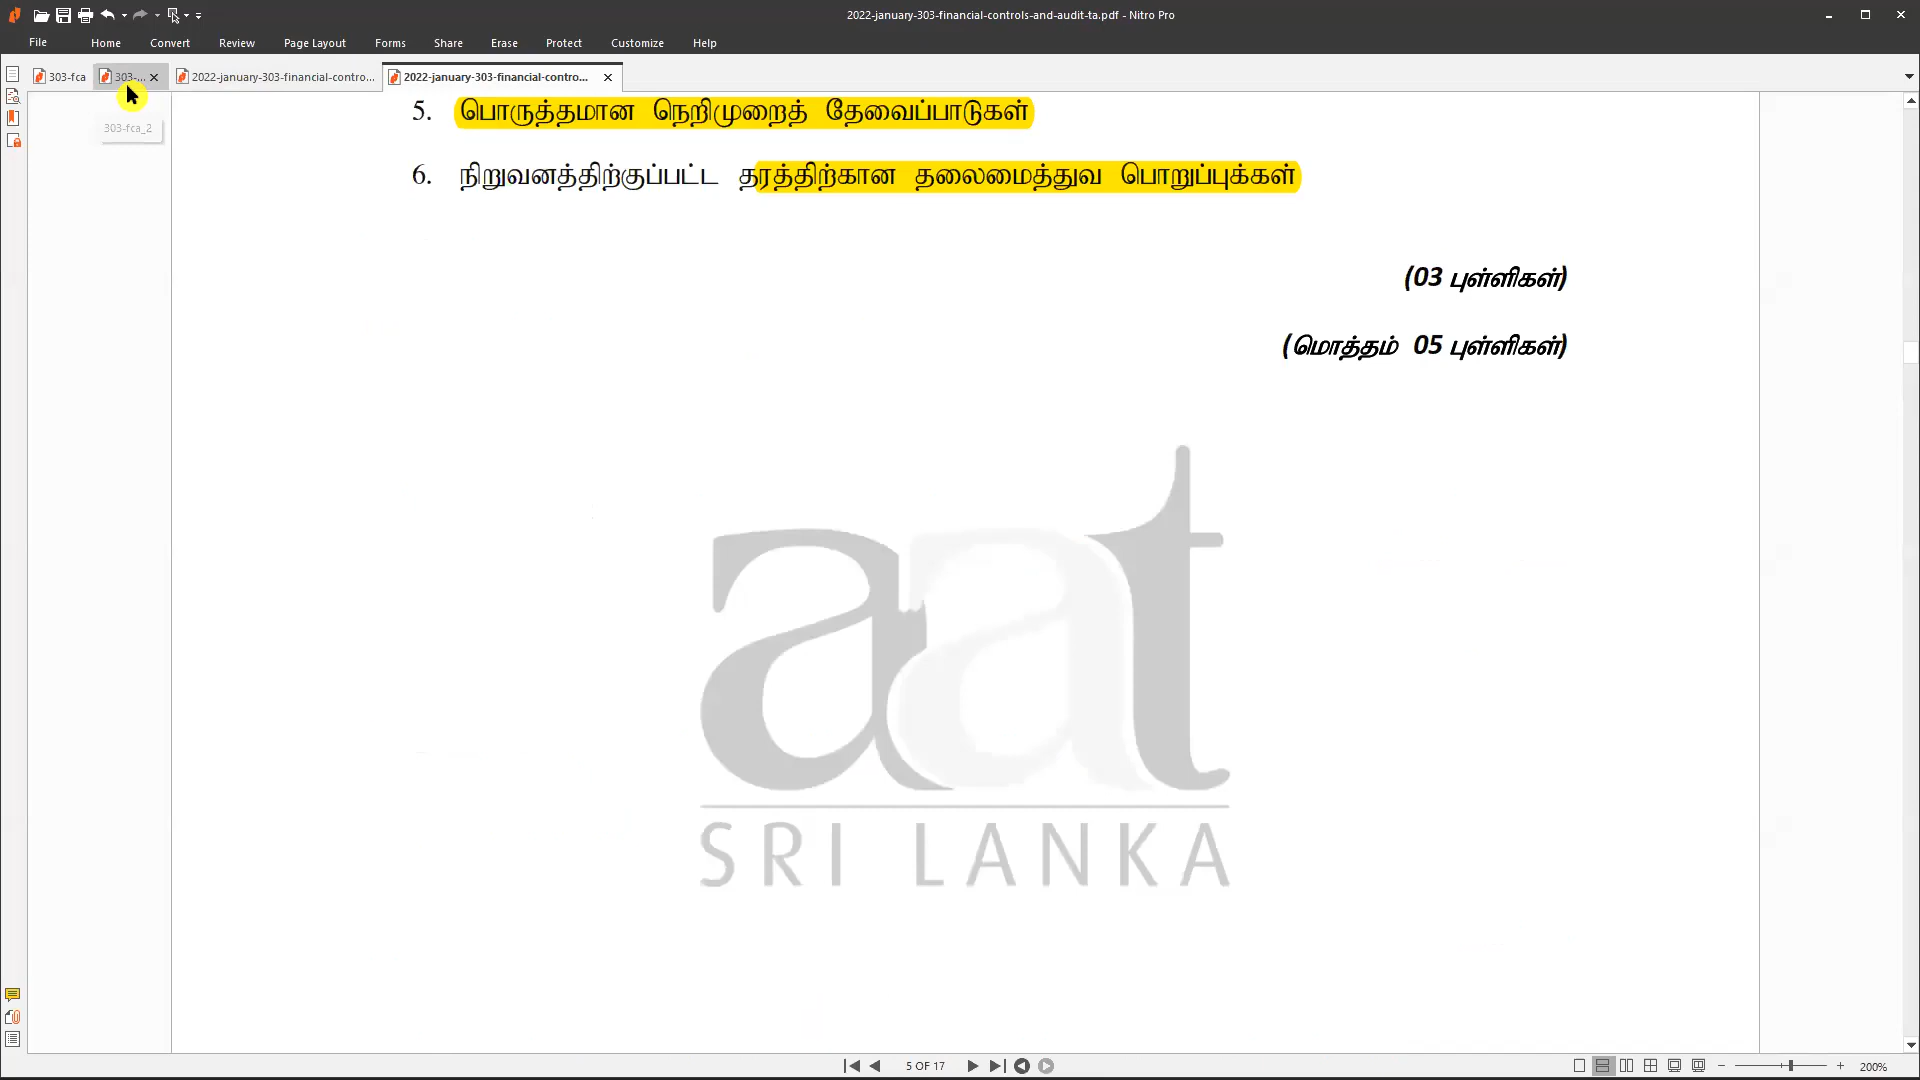 2022-january-303-financial-controls-and-audit-ta.pdf - Nitro Pro
File Home Convert Review Page Layout Forms Share Erase Protect Customize Help
303-fca 303-... 2022-january-303-financial-contro... 2022-january-303-financial-contro...
303-fca_2
5. பொருத்தமான நெறிமுறைத் தேவைப்பாடுகள்
6. நிறுவனத்திற்குப்பட்ட தரத்திற்கான தலைமைத்துவ பொறுப்புக்கள்
(03 புள்ளிகள்)
(மொத்தம் 05 புள்ளிகள்)
aat
SRI LANKA
5 OF 17
200%